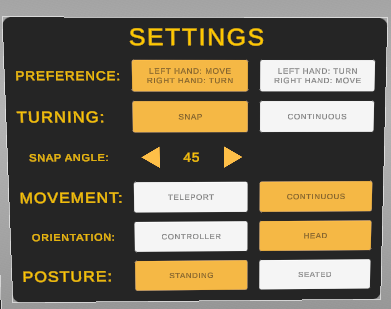 SETTINGS
PREFERENCE:
LEFT HAND: MOVE
RIGHT HAND: TURN
LEFT HAND: TURN
RIGHT HAND: MOVE
TURNING:
SNAP
CONTINUOUS
SNAP ANGLE:
45
MOVEMENT:
TELEPORT
CONTINUOUS
ORIENTATION:
CONTROLLER
HEAD
POSTURE:
STANDING
SEATED